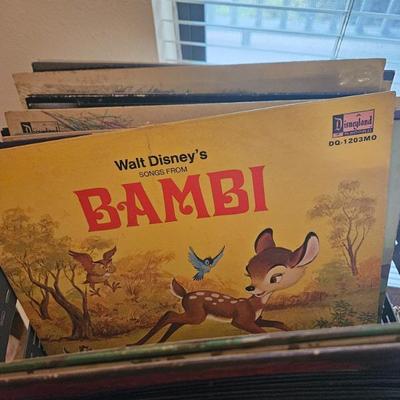 Disneyland
DQ-1203MO
Walt Disney's
SONGS FROM
BAMBI